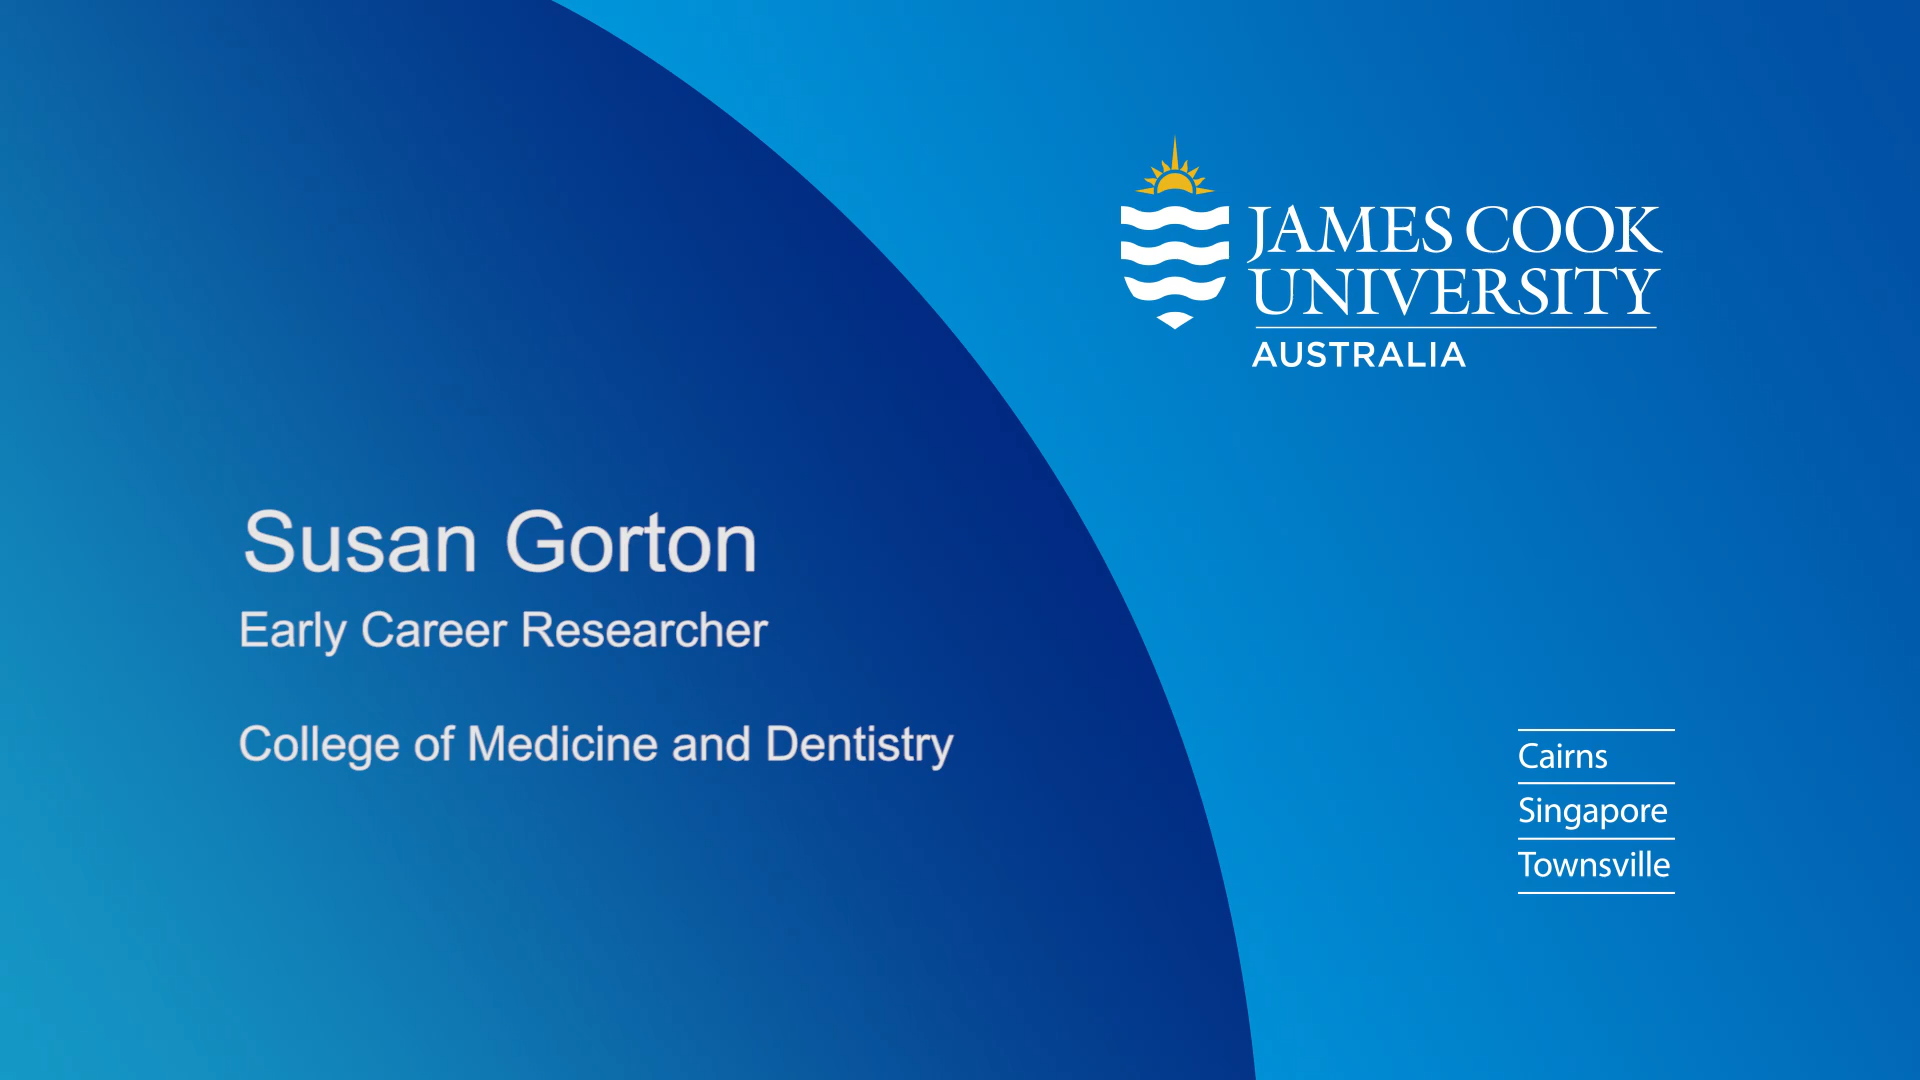 JAMES COOK
UNIVERSITY
AUSTRALIA
Susan Gorton
Early Career Researcher
College of Medicine and Dentistry
Cairns
Singapore
Townsville